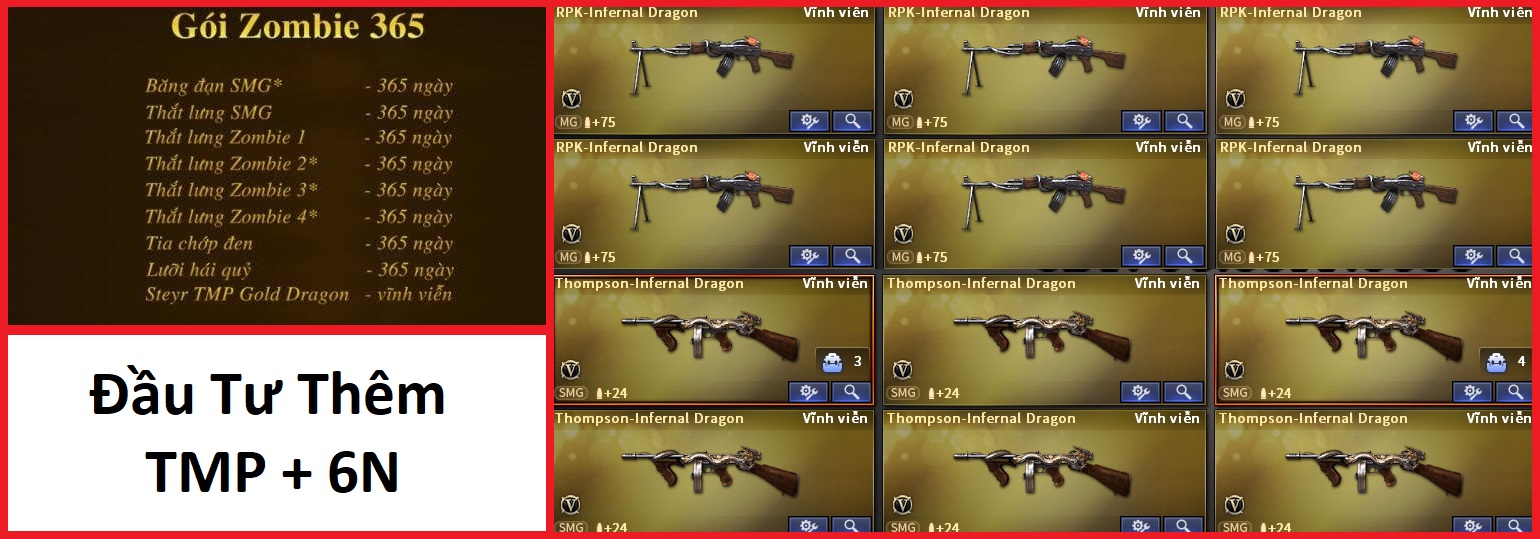 Gói Zombie 365
Băng đạn SMG* - 365 ngày
Thắt lưng SMG - 365 ngày
Thắt lưng Zombie 1 - 365 ngày
Thắt lưng Zombie 2* - 365 ngày
Thắt lưng Zombie 3* - 365 ngày
Thắt lưng Zombie 4* - 365 ngày
Tia chớp đen - 365 ngày
Lưỡi hái quỷ - 365 ngày
Steyr TMP Gold Dragon - vĩnh viễn
Đầu Tư Thêm
TMP + 6N
RPK-Infernal Dragon Vĩnh viễn RPK-Infernal Dragon Vĩnh viễn RPK-Infernal Dragon Vĩnh viễn
V V V
MG +75 MG +75 MG +75
RPK-Infernal Dragon Vĩnh viễn RPK-Infernal Dragon Vĩnh viễn RPK-Infernal Dragon Vĩnh viễn
V V V
MG +75 MG +75 MG +75
Thompson-Infernal Dragon Vĩnh viễn Thompson-Infernal Dragon Vĩnh viễn Thompson-Infernal Dragon Vĩnh viễn
V 3 V V 4
SMG +24 SMG +24 SMG +24
Thompson-Infernal Dragon Vĩnh viễn Thompson-Infernal Dragon Vĩnh viễn Thompson-Infernal Dragon Vĩnh viễn
V V V
SMG +24 SMG +24 SMG +24